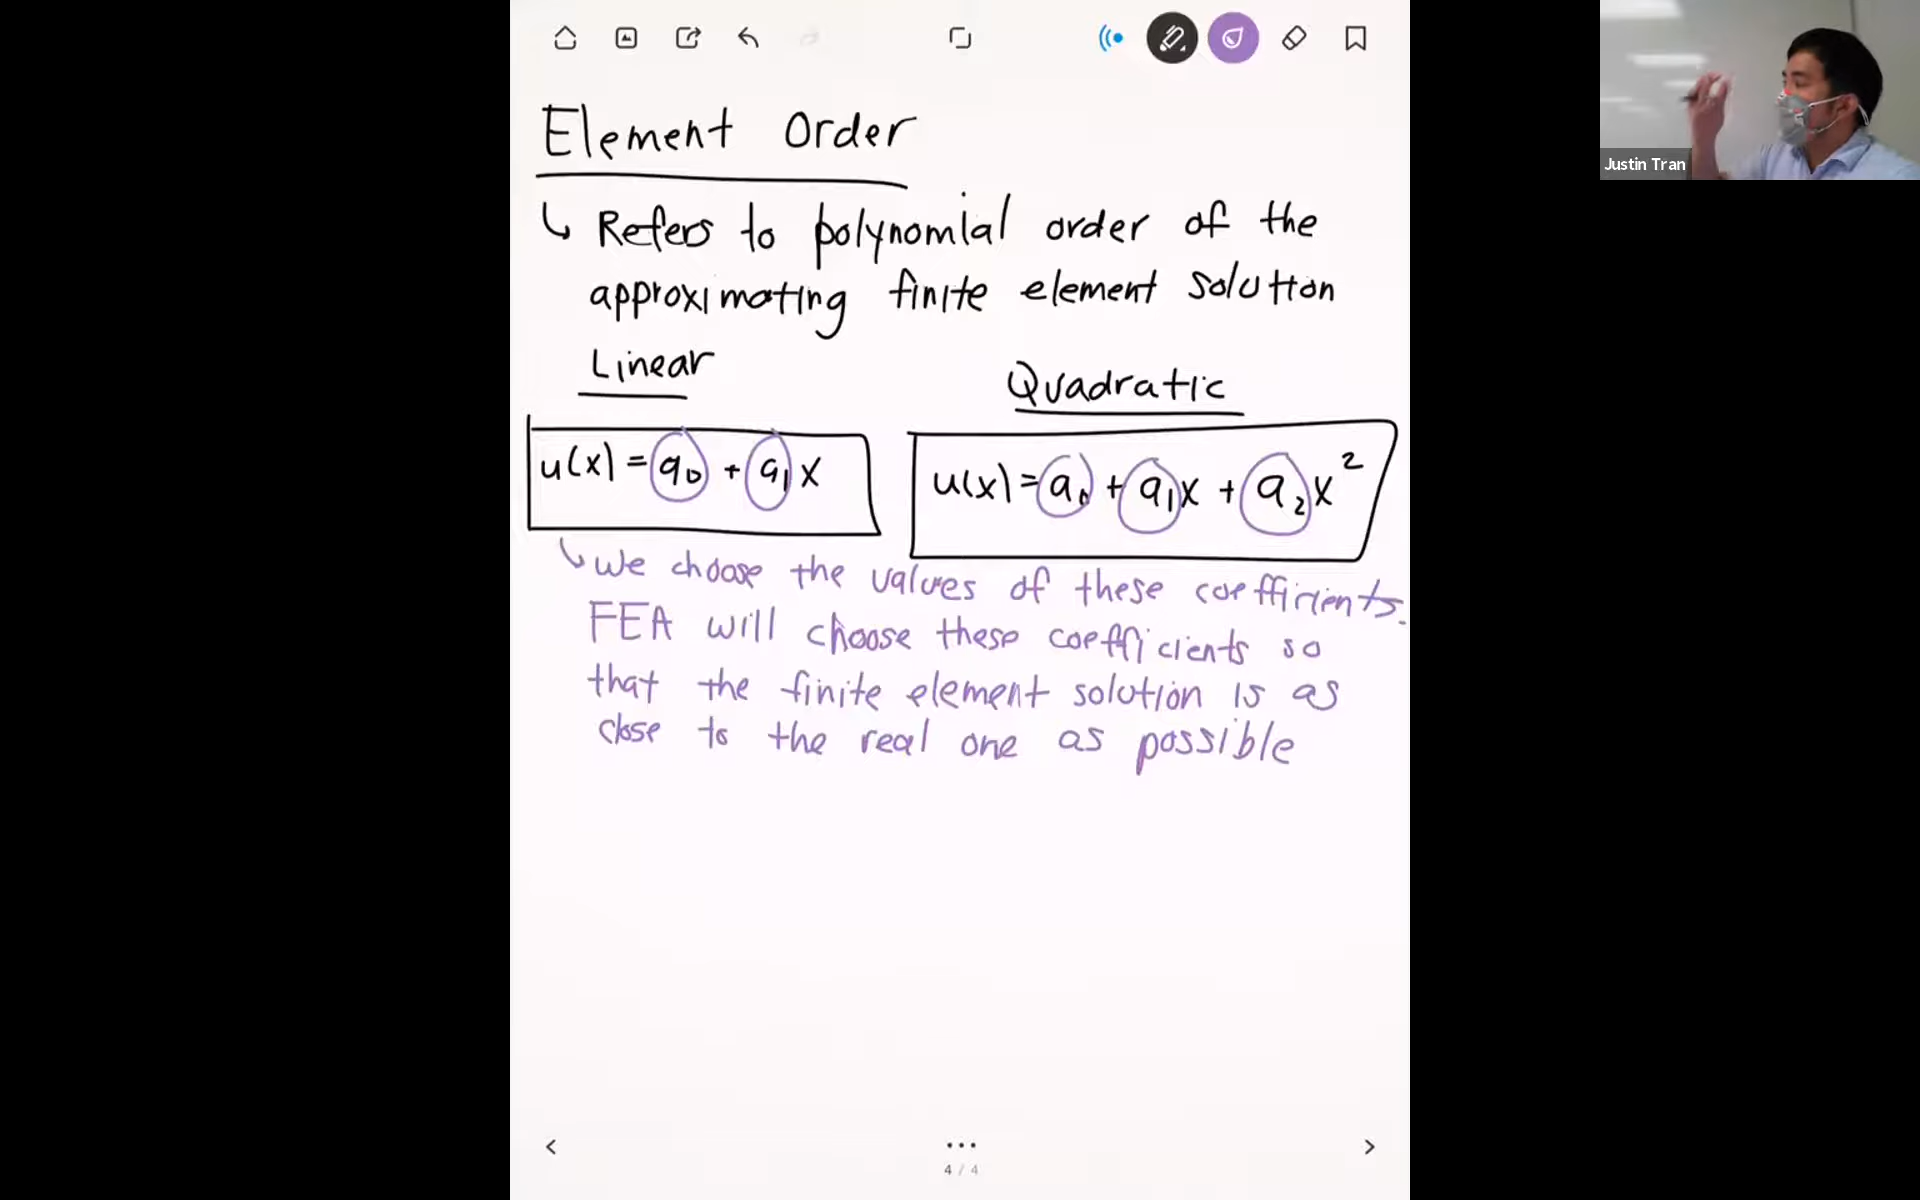 Element Order
↳ Refers to polynomial order of the
approximating finite element solution
Linear
Quadratic
u(x) = a₀ + a₁x
u(x) = a₀ + a₁x + a₂x²
↳ We choose the values of these coefficients.
FEA will choose these coefficients so
that the finite element solution is as
close to the real one as possible
4 / 4
Justin Tran